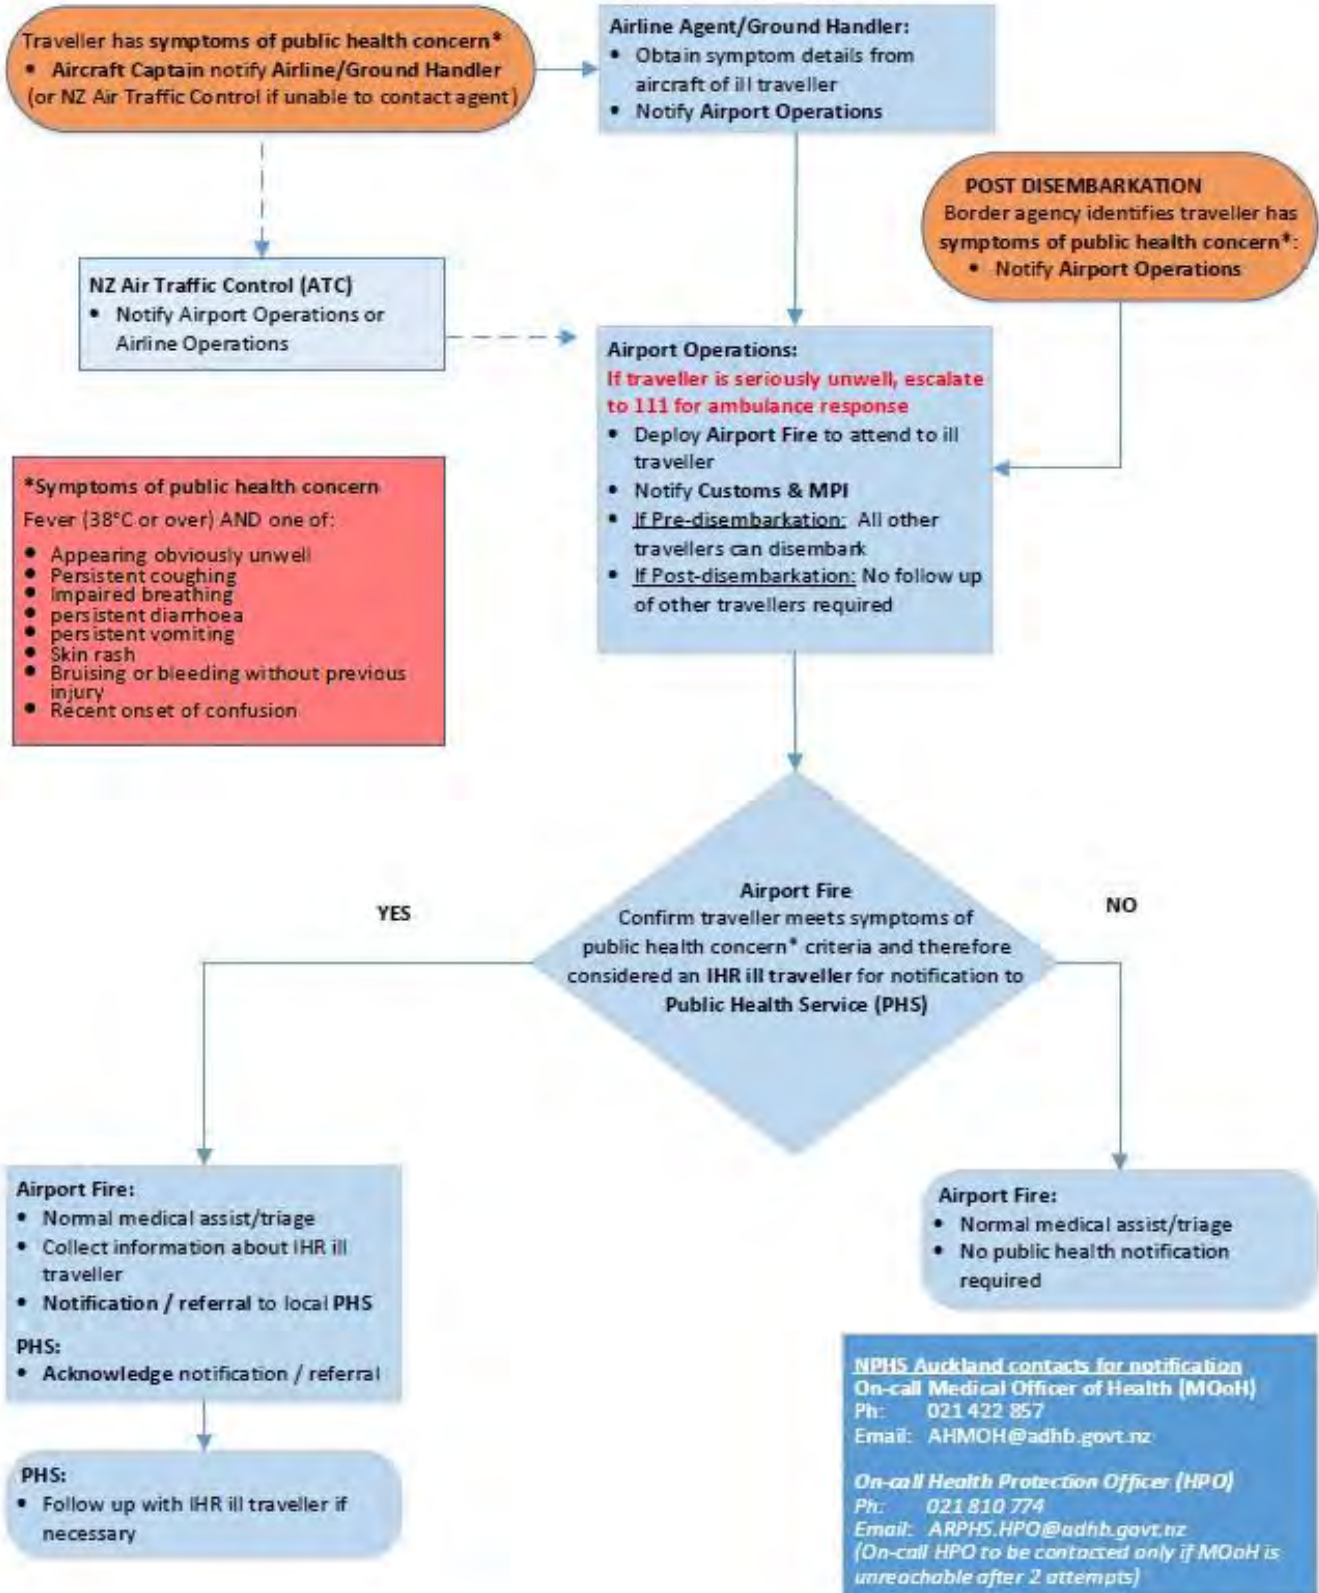 Traveller has symptoms of public health concern*
• Aircraft Captain notify Airline/Ground Handler
(or NZ Air Traffic Control if unable to contact agent)
Airline Agent/Ground Handler:
• Obtain symptom details from
aircraft of ill traveller
• Notify Airport Operations
POST DISEMBARKATION
Border agency identifies traveller has
symptoms of public health concern*:
• Notify Airport Operations
NZ Air Traffic Control (ATC)
• Notify Airport Operations or
Airline Operations
Airport Operations:
If traveller is seriously unwell, escalate
to 111 for ambulance response
• Deploy Airport Fire to attend to ill
traveller
• Notify Customs & MPI
• If Pre-disembarkation: All other
travellers can disembark
• If Post-disembarkation: No follow up
of other travellers required
*Symptoms of public health concern
Fever (38°C or over) AND one of:
• Appearing obviously unwell
• Persistent coughing
• Impaired breathing
• persistent diarrhoea
• persistent vomiting
• Skin rash
• Bruising or bleeding without previous
injury
• Recent onset of confusion
YES
Airport Fire
Confirm traveller meets symptoms of
public health concern* criteria and therefore
considered an IHR ill traveller for notification to
Public Health Service (PHS)
NO
Airport Fire:
• Normal medical assist/triage
• Collect information about IHR ill
traveller
• Notification / referral to local PHS
PHS:
• Acknowledge notification / referral
Airport Fire:
• Normal medical assist/triage
• No public health notification
required
PHS:
• Follow up with IHR ill traveller if
necessary
NPHS Auckland contacts for notification
On-call Medical Officer of Health (MOoH)
Ph: 021 422 857
Email: AHMOH@adhb.govt.nz
On-call Health Protection Officer (HPO)
Ph: 021 810 774
Email: ARPHS.HPO@adhb.govt.nz
(On-call HPO to be contacted only if MOoH is
unreachable after 2 attempts)